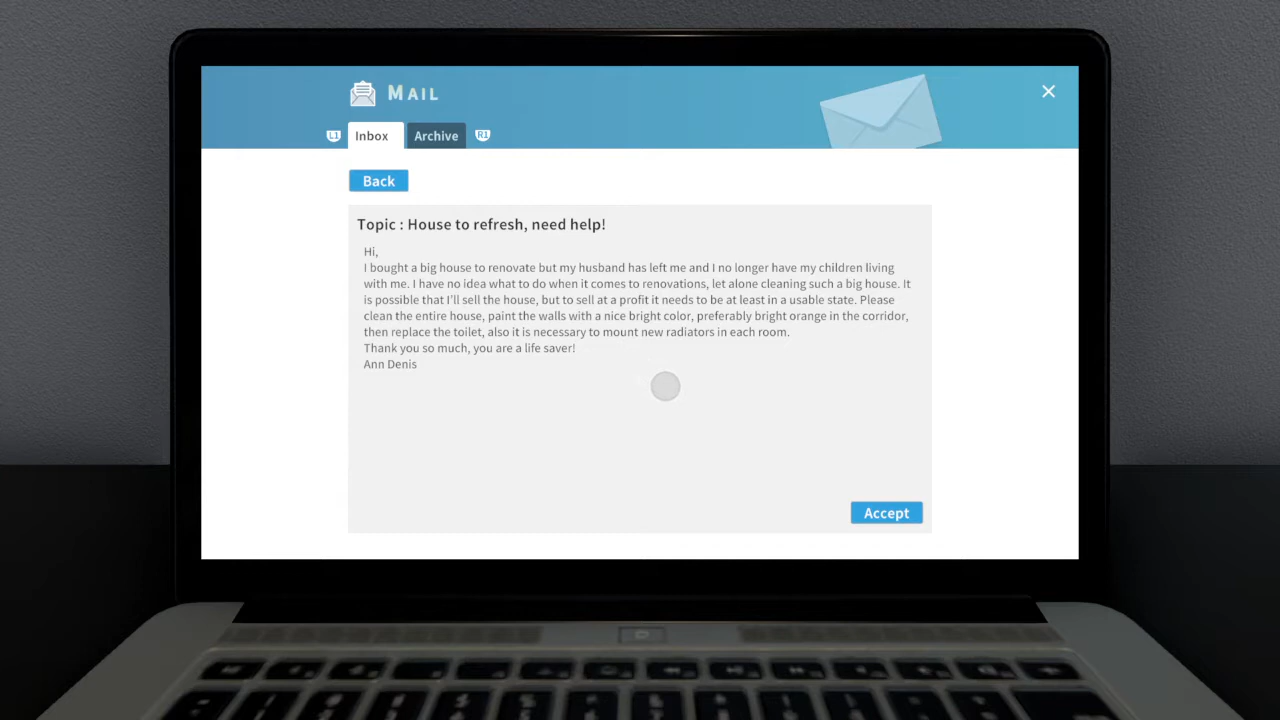 MAIL
L1 Inbox Archive R1
Back
Topic : House to refresh, need help!
Hi,
I bought a big house to renovate but my husband has left me and I no longer have my children living
with me. I have no idea what to do when it comes to renovations, let alone cleaning such a big house. It
is possible that I'll sell the house, but to sell at a profit it needs to be at least in a usable state. Please
clean the entire house, paint the walls with a nice bright color, preferably bright orange in the corridor,
then replace the toilet, also it is necessary to mount new radiators in each room.
Thank you so much, you are a life saver!
Ann Denis
Accept